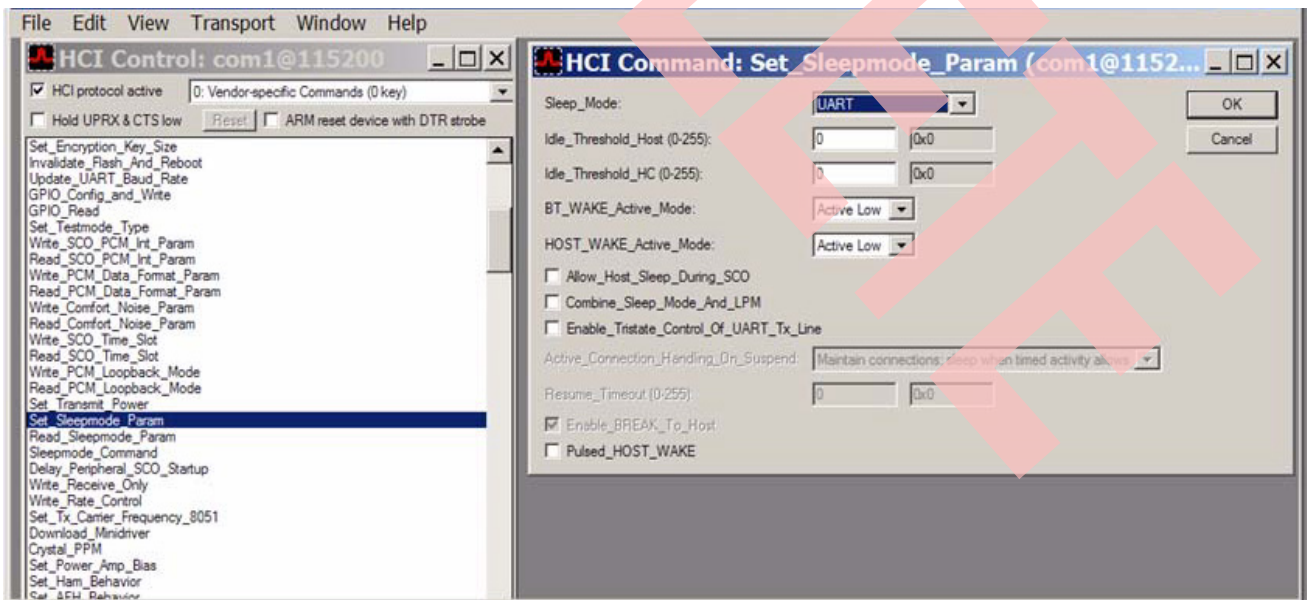 File Edit View Transport Window Help
HCI Control: com1@115200
HCI protocol active 0: Vendor-specific Commands (0 key)
Hold UPRX & CTS low Reset ARM reset device with DTR strobe
Set_Encryption_Key_Size
Invalidate_Flash_And_Reboot
Update_UART_Baud_Rate
GPIO_Config_and_Write
GPIO_Read
Set_Testmode_Type
Write_SCO_PCM_Int_Param
Read_SCO_PCM_Int_Param
Write_PCM_Data_Format_Param
Read_PCM_Data_Format_Param
Write_Comfort_Noise_Param
Read_Comfort_Noise_Param
Write_SCO_Time_Slot
Read_SCO_Time_Slot
Write_PCM_Loopback_Mode
Read_PCM_Loopback_Mode
Set_Transmit_Power
Set_Sleepmode_Param
Read_Sleepmode_Param
Sleepmode_Command
Delay_Peripheral_SCO_Startup
Write_Receive_Only
Write_Rate_Control
Set_Tx_Carrier_Frequency_8051
Download_Minidriver
Crystal_PPM
Set_Power_Amp_Bias
Set_Ham_Behavior
Set_AFH_Behavior
HCI Command: Set_Sleepmode_Param (com1@1152...
Sleep_Mode: UART OK
Idle_Threshold_Host (0-255): 0 0x0 Cancel
Idle_Threshold_HC (0-255): 0 0x0
BT_WAKE_Active_Mode: Active Low
HOST_WAKE_Active_Mode: Active Low
Allow_Host_Sleep_During_SCO
Combine_Sleep_Mode_And_LPM
Enable_Tristate_Control_Of_UART_Tx_Line
Active_Connection_Handling_On_Suspend: Maintain connections; sleep when timed activity allows
Resume_Timeout (0-255): 0 0x0
Enable_BREAK_To_Host
Pulsed_HOST_WAKE